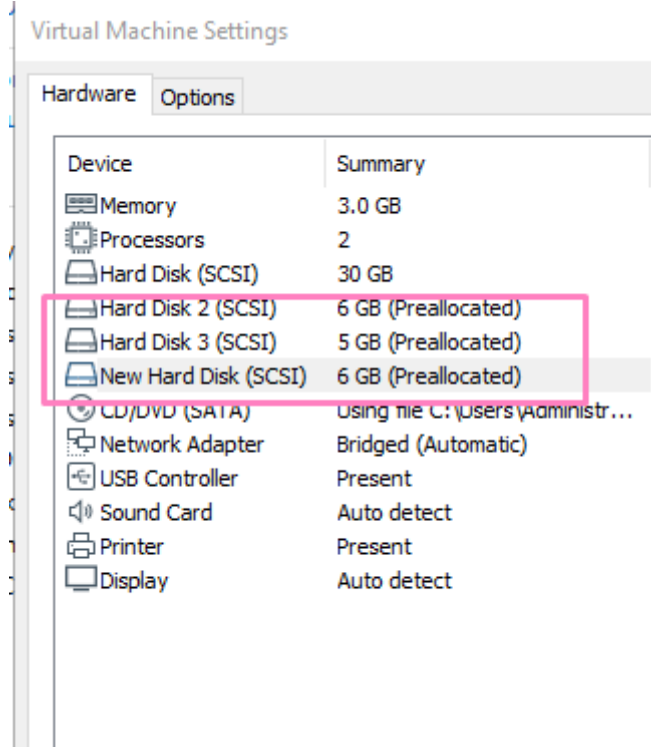 Virtual Machine Settings
Hardware Options
Device Summary
Memory 3.0 GB
Processors 2
Hard Disk (SCSI) 30 GB
Hard Disk 2 (SCSI) 6 GB (Preallocated)
Hard Disk 3 (SCSI) 5 GB (Preallocated)
New Hard Disk (SCSI) 6 GB (Preallocated)
CD/DVD (SATA) Using file C:\Users\Administr...
Network Adapter Bridged (Automatic)
USB Controller Present
Sound Card Auto detect
Printer Present
Display Auto detect